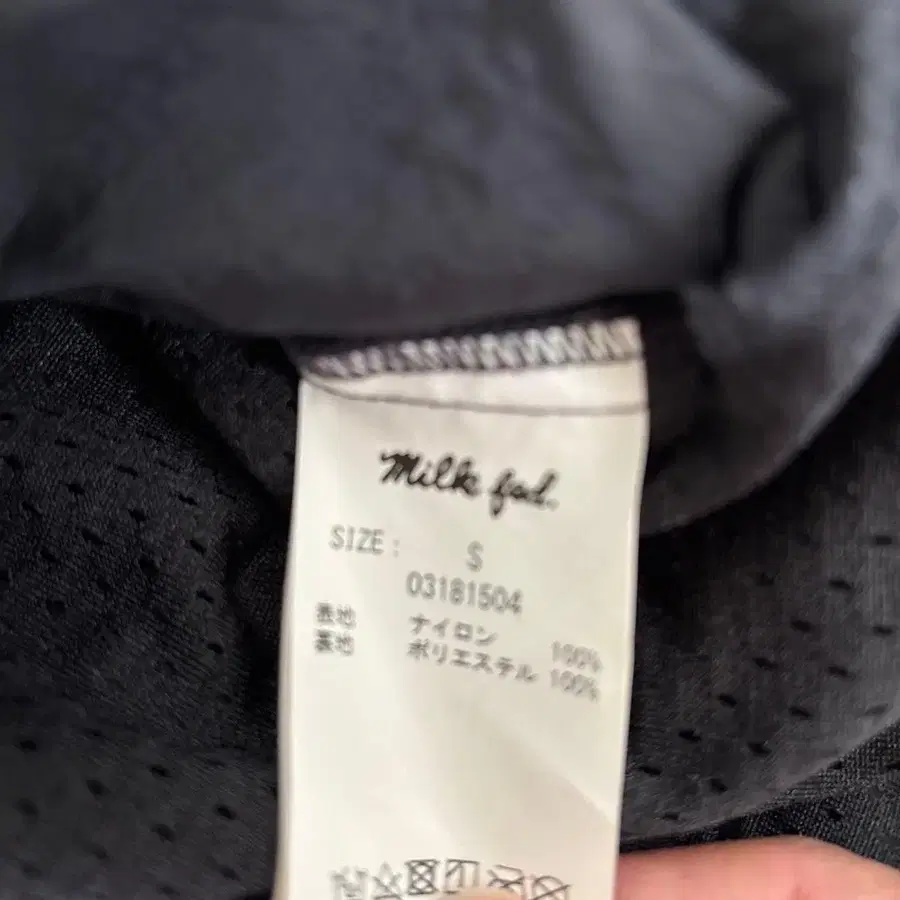 Milk fed.
SIZE: S
03181504
表地 ナイロン 100%
裏地 ポリエステル 100%